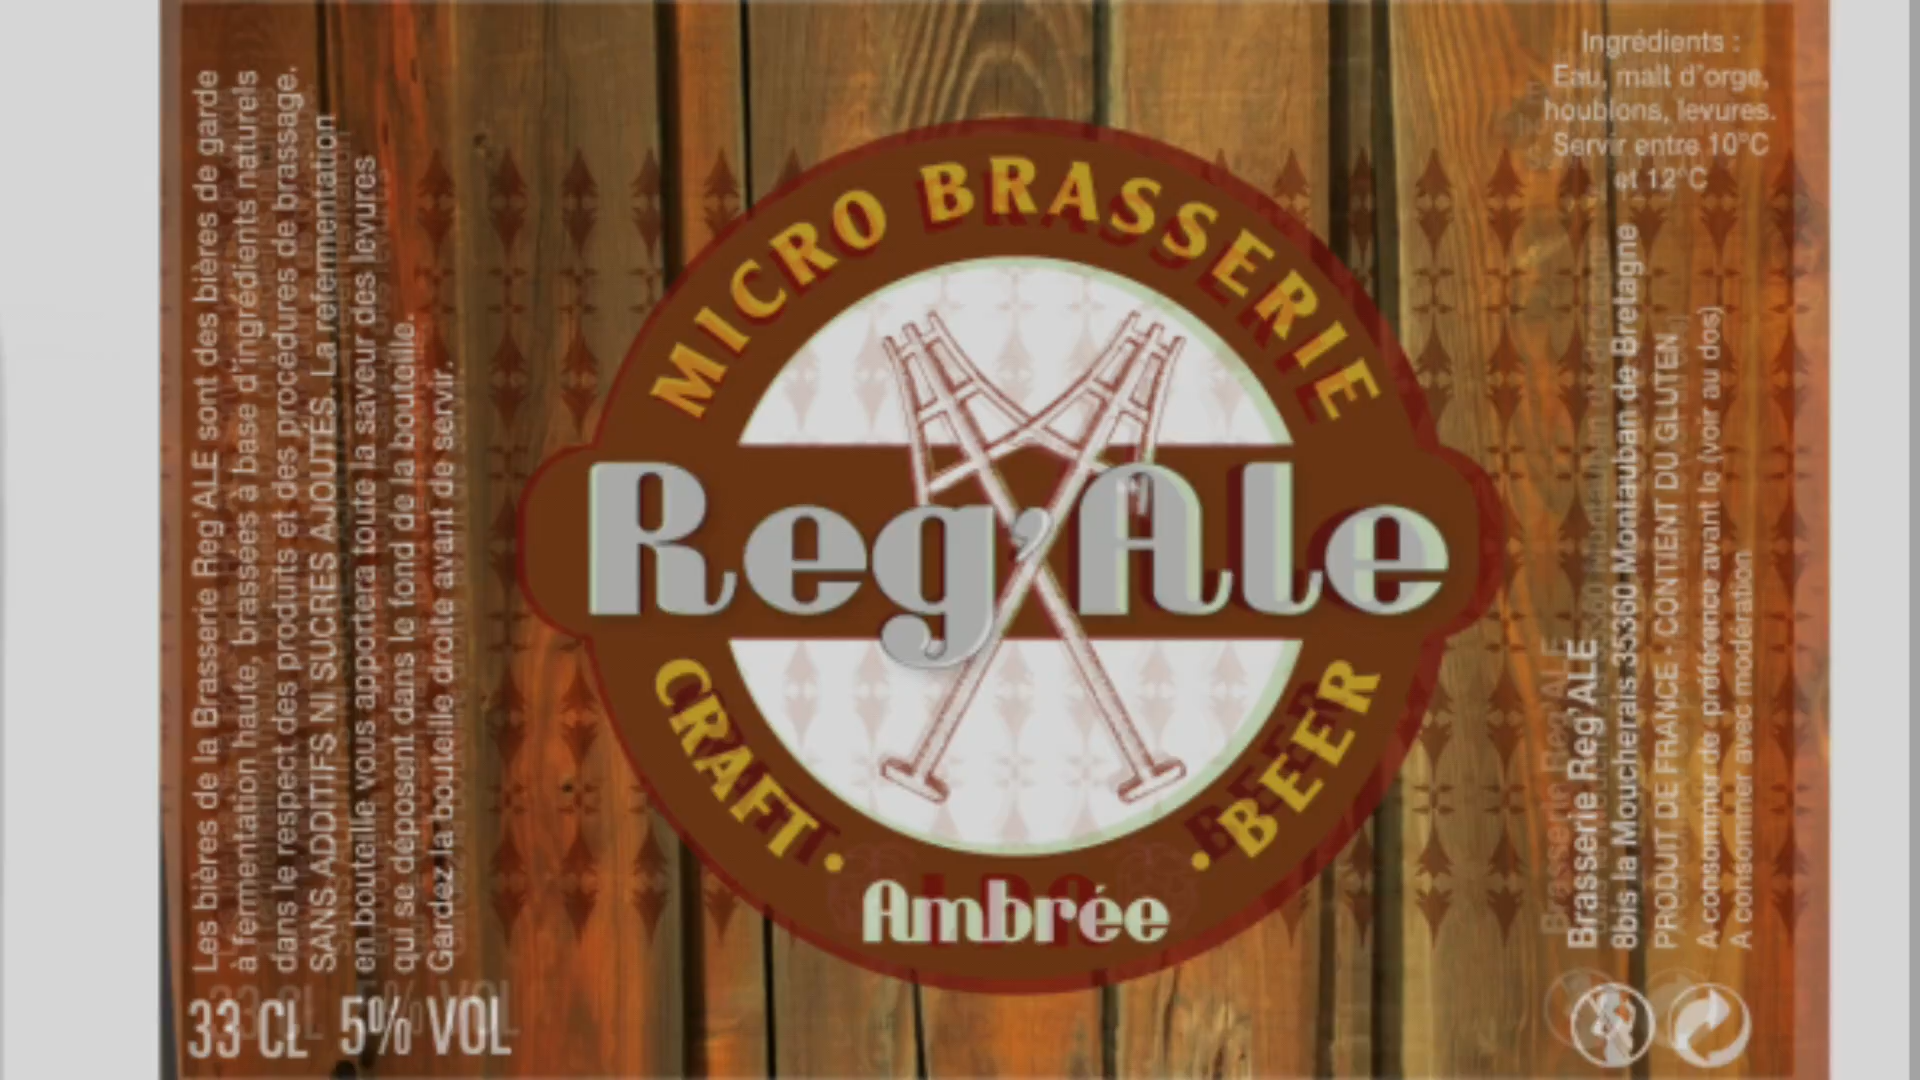 Les bières de la Brasserie Reg'ALE sont des bières de garde
à fermentation haute, brassées à base d'ingrédients naturels
dans le respect des produits et des procédures de brassage.
SANS ADDITIFS NI SUCRES AJOUTÉS. La refermentation
en bouteille vous apportera toute la saveur des levures
qui se déposent dans le fond de la bouteille.
Gardez la bouteille droite avant de servir.
33 CL 5% VOL
MICRO BRASSERIE
Reg'Ale
CRAFT · BEER
Ambrée
Ingrédients :
Eau, malt d'orge,
houblons, levures.
Servir entre 10°C
et 12°C
Brasserie Reg'ALE
8bis la Moucherais 35360 Montauban de Bretagne
PRODUIT DE FRANCE - CONTIENT DU GLUTEN
A consommer de préférence avant le (voir au dos)
A consommer avec modération